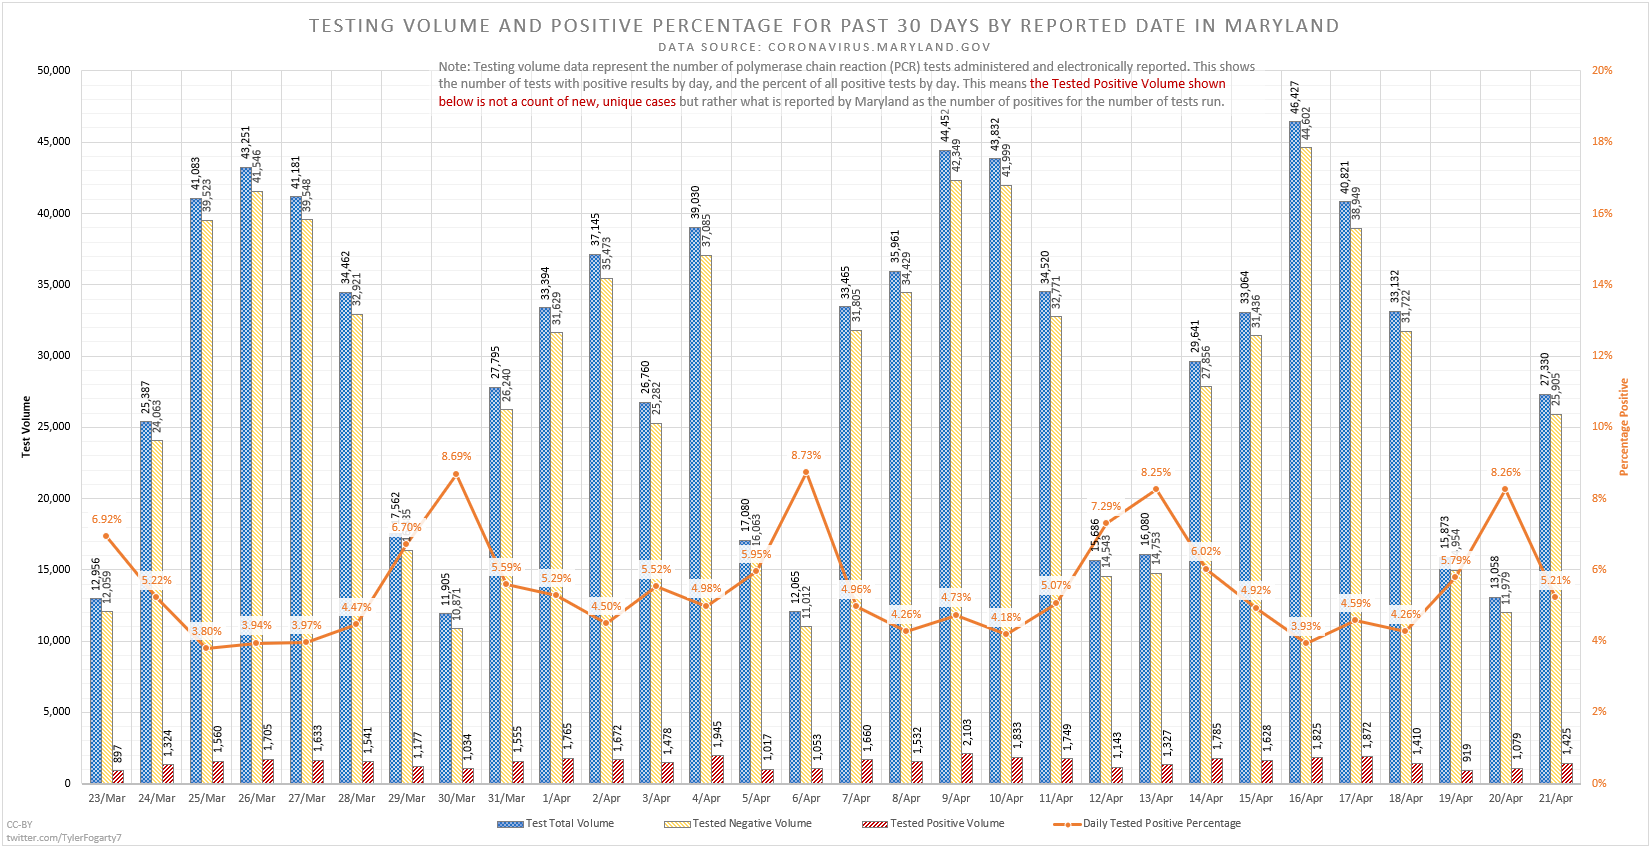 TESTING VOLUME AND POSITIVE PERCENTAGE FOR PAST 30 DAYS BY REPORTED DATE IN MARYLAND
DATA SOURCE: CORONAVIRUS.MARYLAND.GOV
Note: Testing volume data represent the number of polymerase chain reaction (PCR) tests administered and electronically reported. This shows
the number of tests with positive results by day, and the percent of all positive tests by day. This means the Tested Positive Volume shown
below is not a count of new, unique cases but rather what is reported by Maryland as the number of positives for the number of tests run.
Test Volume
50,000
45,000
40,000
35,000
30,000
25,000
20,000
15,000
10,000
5,000
0
Percentage Positive
20%
18%
16%
14%
12%
10%
8%
6%
4%
2%
0%
12,956 12,059 897 6.92%
25,387 24,063 1,324 5.22%
41,083 39,523 1,560 3.80%
43,251 41,546 1,705 3.94%
41,181 39,548 1,633 3.97%
34,462 32,921 1,541 4.47%
1,177 6.70%
11,905 10,871 1,034 8.69%
27,795 26,240 1,555 5.59%
33,394 31,629 1,765 5.29%
37,145 35,473 1,672 4.50%
26,760 25,282 1,478 5.52%
39,030 37,085 1,945 4.98%
17,080 16,063 1,017 5.95%
12,065 11,012 1,053 8.73%
33,465 31,805 1,660 4.96%
35,961 34,429 1,532 4.26%
44,452 42,349 2,103 4.73%
43,832 41,999 1,833 4.18%
34,520 32,771 1,749 5.07%
15,686 14,543 1,143 7.29%
16,080 14,753 1,327 8.25%
29,641 27,856 1,785 6.02%
33,064 31,436 1,628 4.92%
46,427 44,602 1,825 3.93%
40,821 38,949 1,872 4.59%
33,132 31,722 1,410 4.26%
15,873 919 5.79%
13,058 11,979 1,079 8.26%
27,330 25,905 1,425 5.21%
23/Mar 24/Mar 25/Mar 26/Mar 27/Mar 28/Mar 29/Mar 30/Mar 31/Mar 1/Apr 2/Apr 3/Apr 4/Apr 5/Apr 6/Apr 7/Apr 8/Apr 9/Apr 10/Apr 11/Apr 12/Apr 13/Apr 14/Apr 15/Apr 16/Apr 17/Apr 18/Apr 19/Apr 20/Apr 21/Apr
Test Total Volume Tested Negative Volume Tested Positive Volume Daily Tested Positive Percentage
CC-BY
twitter.com/TylerFogarty7